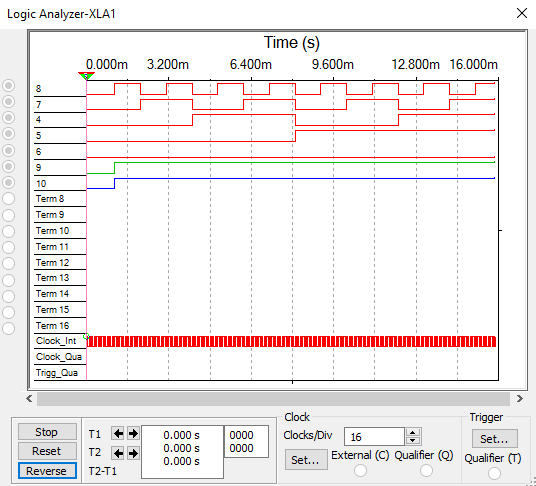 Logic Analyzer-XLA1
Time (s)
0.000m 3.200m 6.400m 9.600m 12.800m 16.000m
8
7
4
5
6
9
10
Term 8
Term 9
Term 10
Term 11
Term 12
Term 13
Term 14
Term 15
Term 16
Clock_Int
Clock_Qua
Trigg_Qua
Stop
Reset
Reverse
T1
T2
T2-T1
0.000 s 0000
0.000 s 0000
0.000 s
Clock
Clocks/Div 16
Set...
External (C) Qualifier (Q)
Trigger
Set...
Qualifier (T)